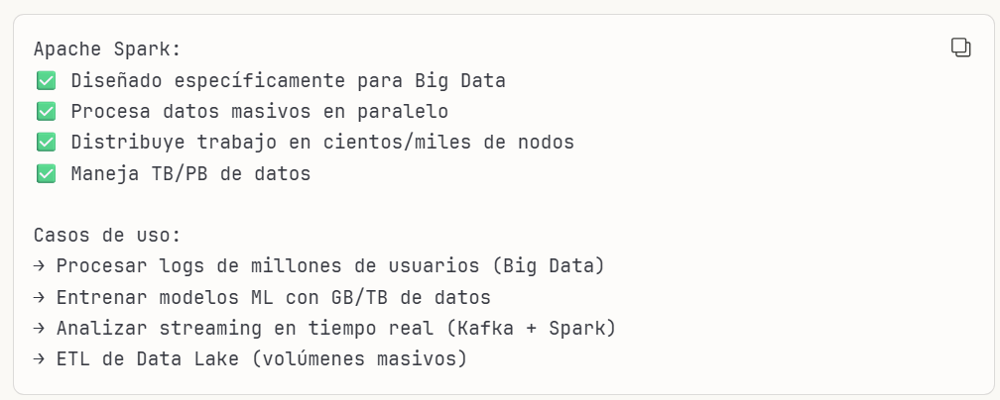 Apache Spark:
✅ Diseñado específicamente para Big Data
✅ Procesa datos masivos en paralelo
✅ Distribuye trabajo en cientos/miles de nodos
✅ Maneja TB/PB de datos

Casos de uso:
→ Procesar logs de millones de usuarios (Big Data)
→ Entrenar modelos ML con GB/TB de datos
→ Analizar streaming en tiempo real (Kafka + Spark)
→ ETL de Data Lake (volúmenes masivos)